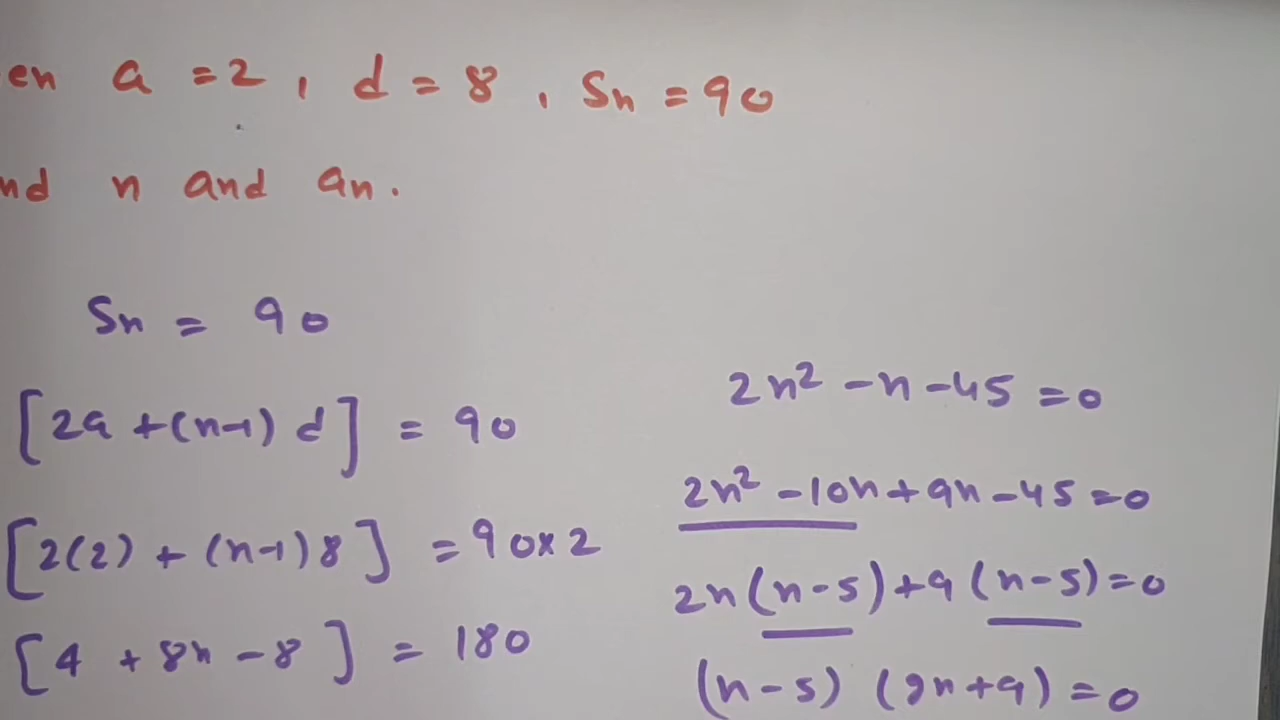 en a = 2, d = 8, Sn = 90
nd n and an.
Sn = 90
[2a + (n-1) d] = 90
[2(2) + (n-1)8] = 90x2
[4 + 8n - 8] = 180
2n² - n - 45 = 0
2n² - 10n + 9n - 45 = 0
2n(n-5) + 9(n-5) = 0
(n-5) (2n+9) = 0